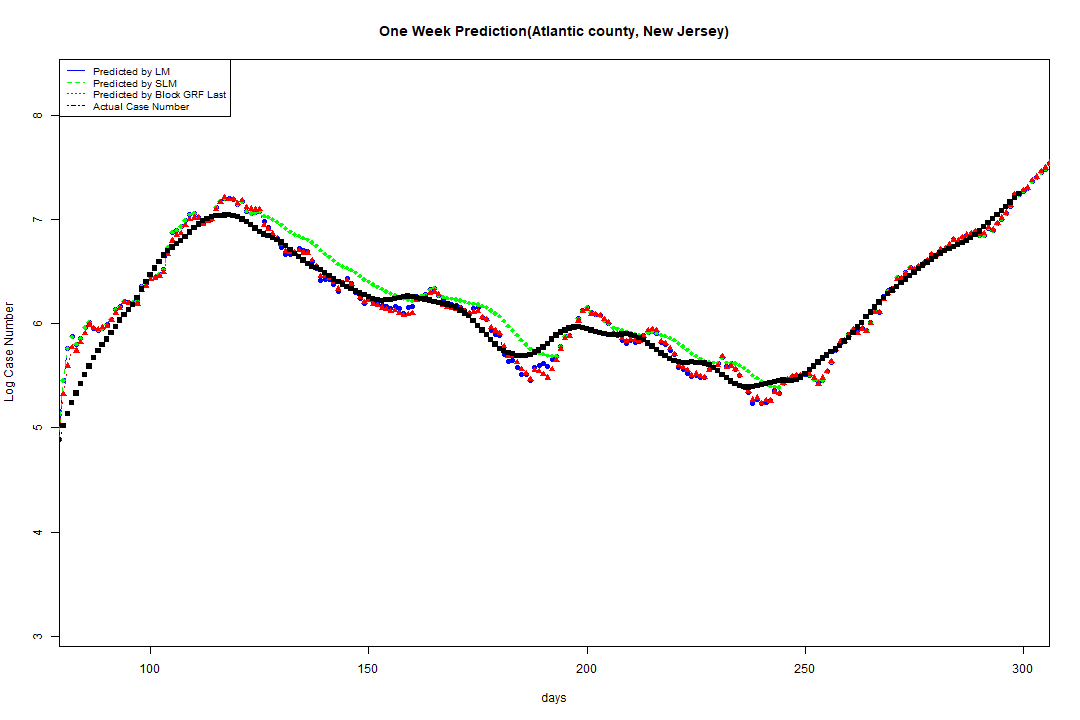 One Week Prediction(Atlantic county, New Jersey)
Predicted by LM
Predicted by SLM
Predicted by Block GRF Last
Actual Case Number
8
7
6
5
4
3
Log Case Number
100 150 200 250 300
days